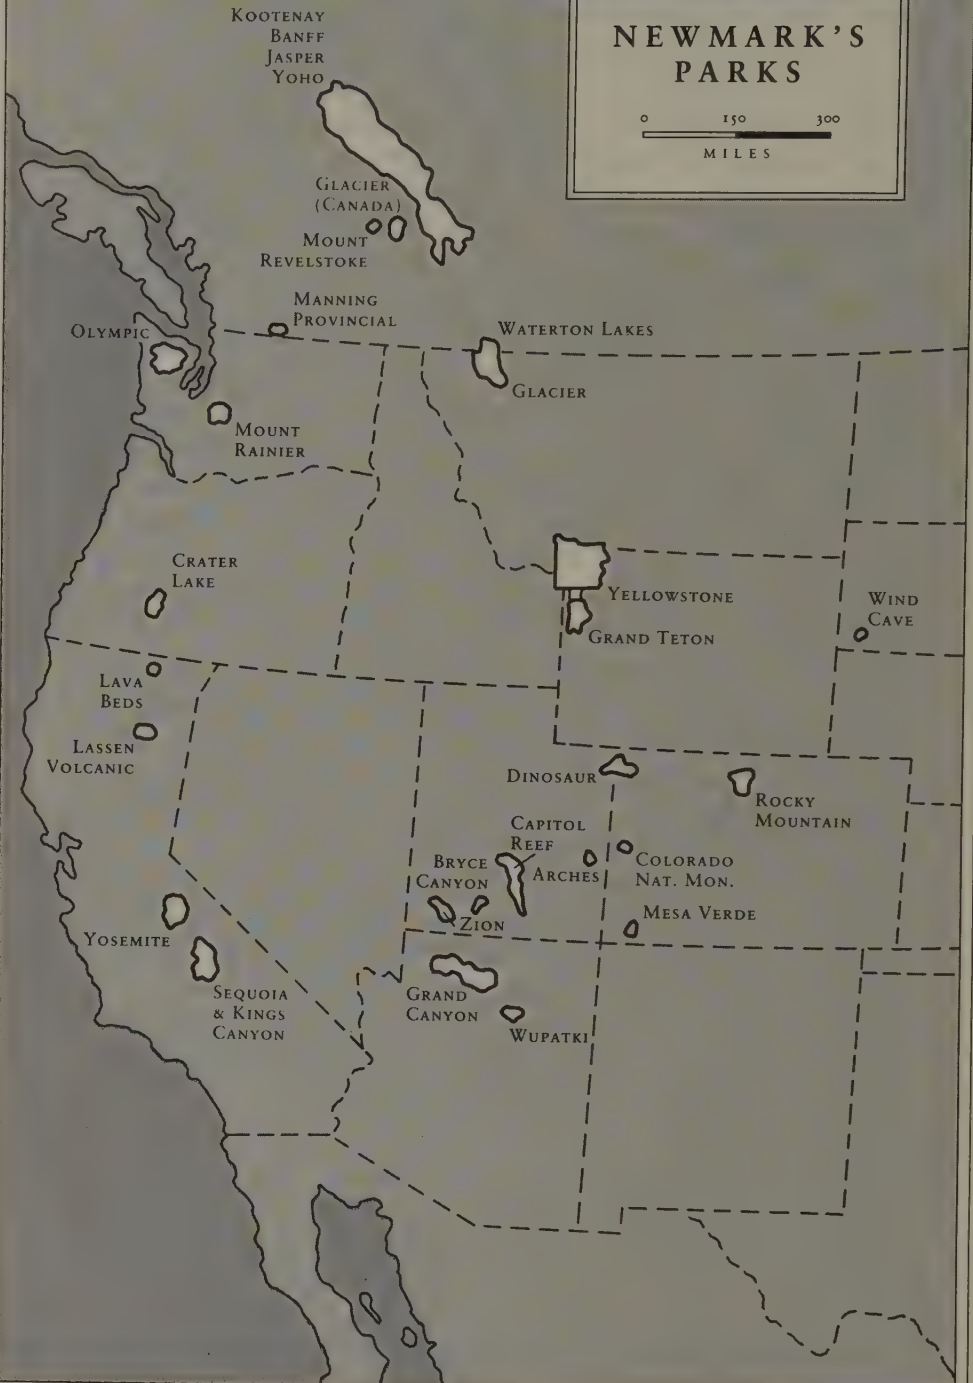 KOOTENAY
BANFF
JASPER
YOHO
NEWMARK'S
PARKS
0 150 300
MILES
GLACIER
(CANADA)
MOUNT
REVELSTOKE
MANNING
PROVINCIAL
OLYMPIC
WATERTON LAKES
GLACIER
MOUNT
RAINIER
CRATER
LAKE
YELLOWSTONE
GRAND TETON
WIND
CAVE
LAVA
BEDS
LASSEN
VOLCANIC
DINOSAUR
ROCKY
MOUNTAIN
CAPITOL
REEF
BRYCE
CANYON
ARCHES
COLORADO
NAT. MON.
ZION
MESA VERDE
YOSEMITE
SEQUOIA
& KINGS
CANYON
GRAND
CANYON
WUPATKI